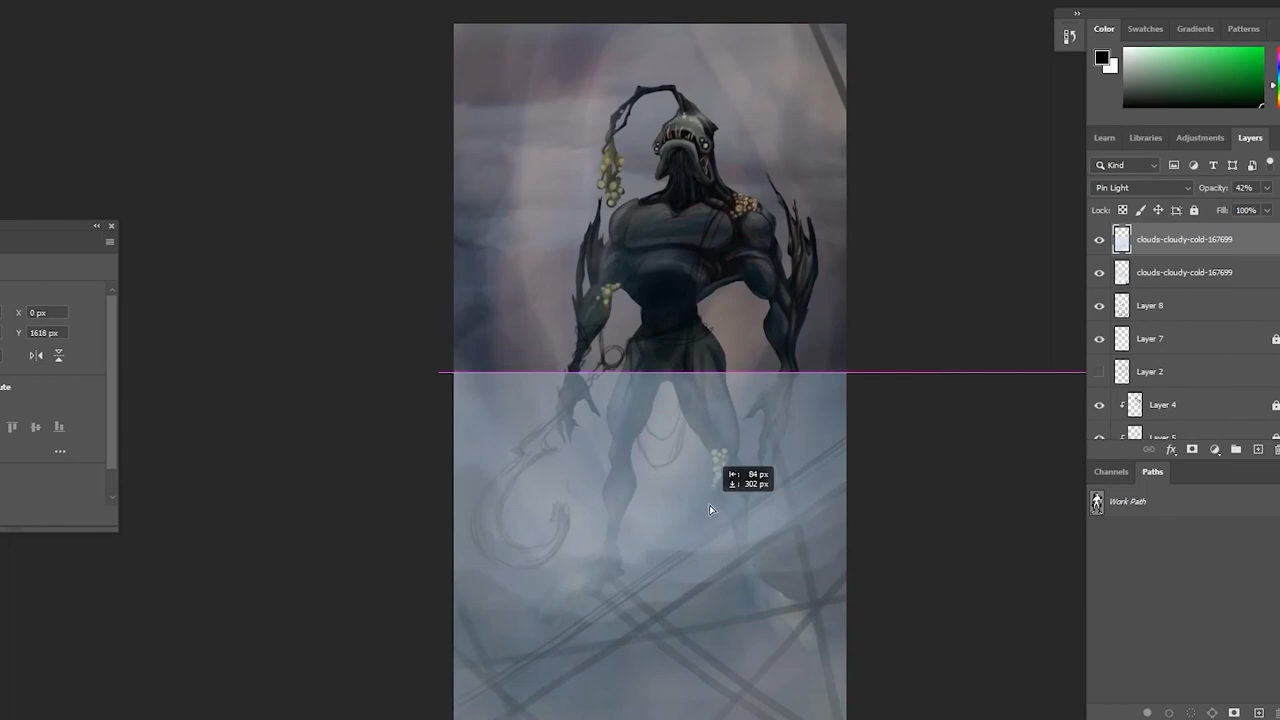 Color Swatches Gradients Patterns
Learn Libraries Adjustments Layers
Kind
Pin Light Opacity: 42%
Lock: Fill: 100%
clouds-cloudy-cold-167699
clouds-cloudy-cold-167699
Layer 8
Layer 7
Layer 2
Layer 4
Channels Paths
Work Path
X 0 px
Y 1618 px
ute
84 px
302 px